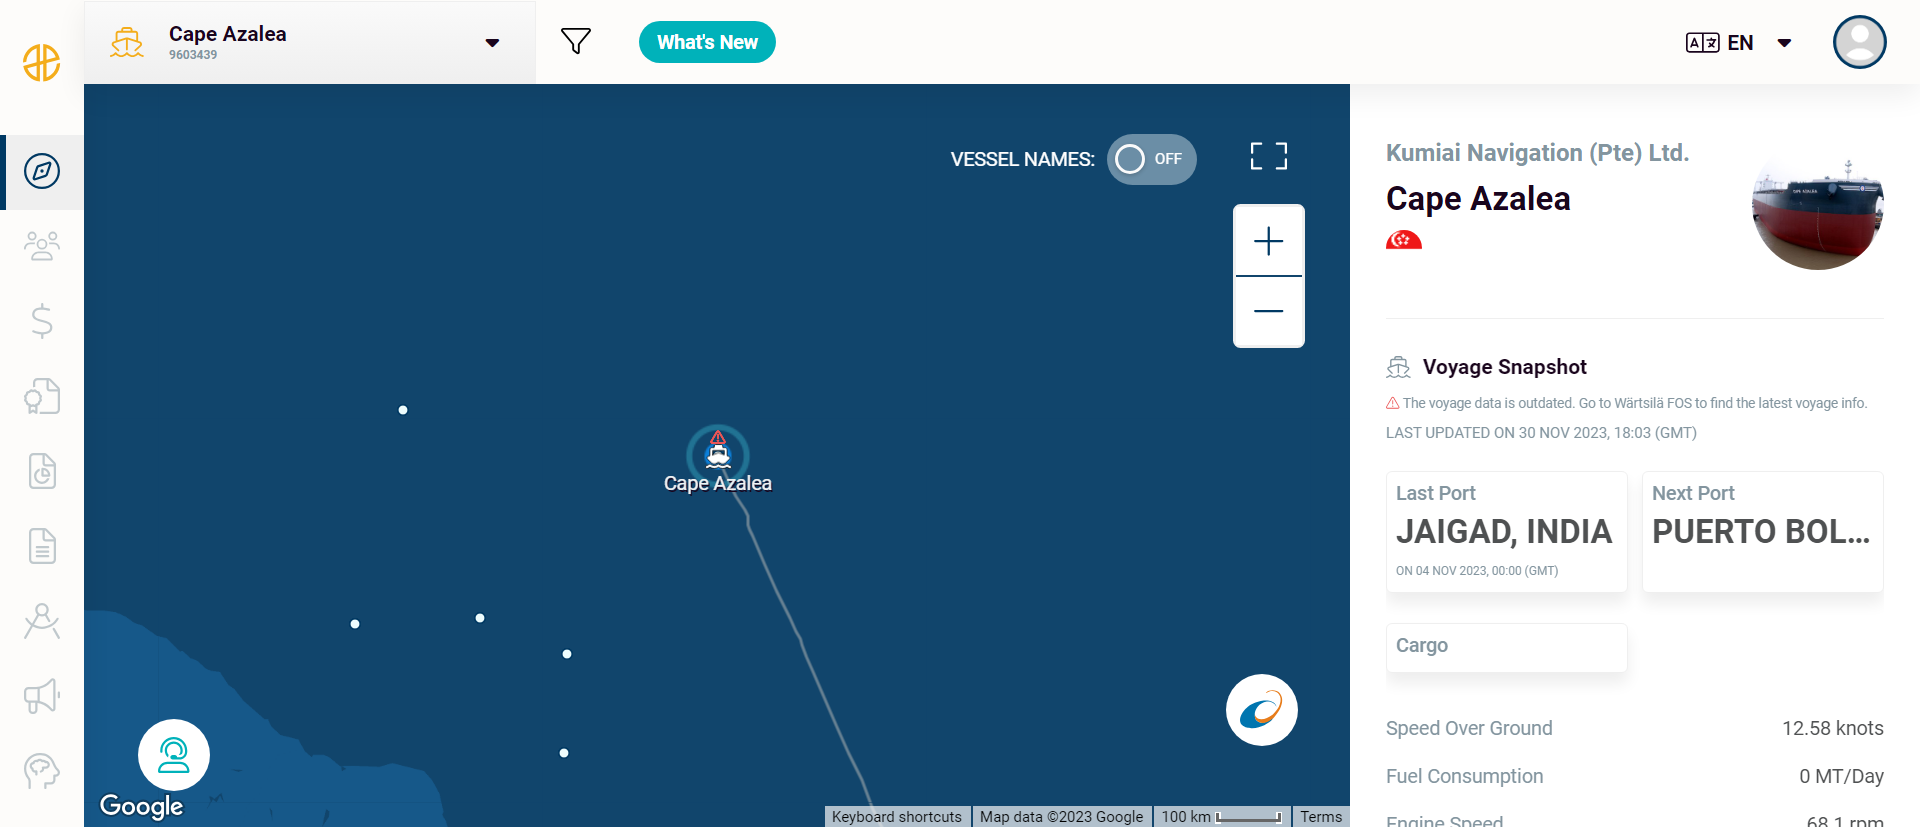 Cape Azalea
9603439
What's New
EN
VESSEL NAMES:
OFF
Cape Azalea
Google
Keyboard shortcuts
Map data ©2023 Google
100 km
Terms
Kumiai Navigation (Pte) Ltd.
Cape Azalea
Voyage Snapshot
The voyage data is outdated. Go to Wärtsilä FOS to find the latest voyage info.
LAST UPDATED ON 30 NOV 2023, 18:03 (GMT)
Last Port
JAIGAD, INDIA
ON 04 NOV 2023, 00:00 (GMT)
Next Port
PUERTO BOL...
Cargo
Speed Over Ground
12.58 knots
Fuel Consumption
0 MT/Day
Engine Speed
68.1 rpm